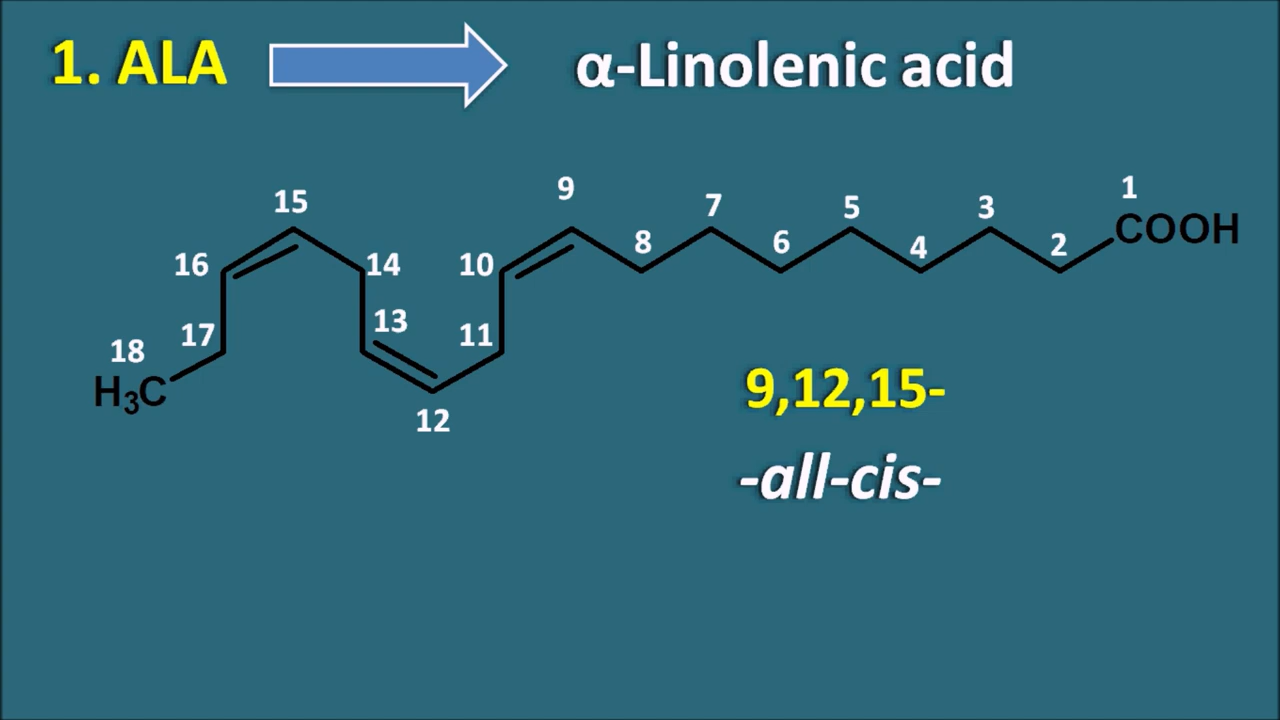 1. ALA α-Linolenic acid
15 9 7 5 3 1
16 14 10 8 6 4 2 COOH
13
18 17 11
H₃C
12
9,12,15-
-all-cis-